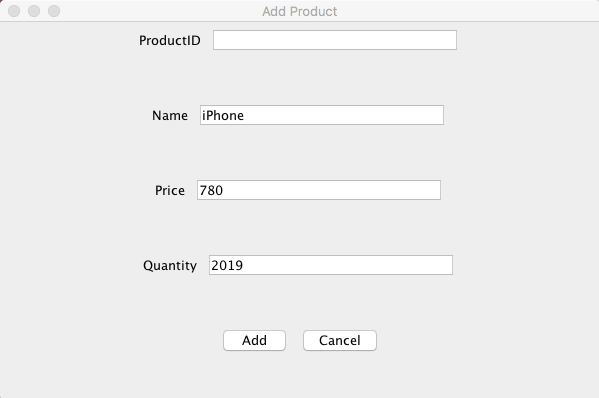 Add Product
ProductID
Name iPhone
Price 780
Quantity 2019
Add Cancel